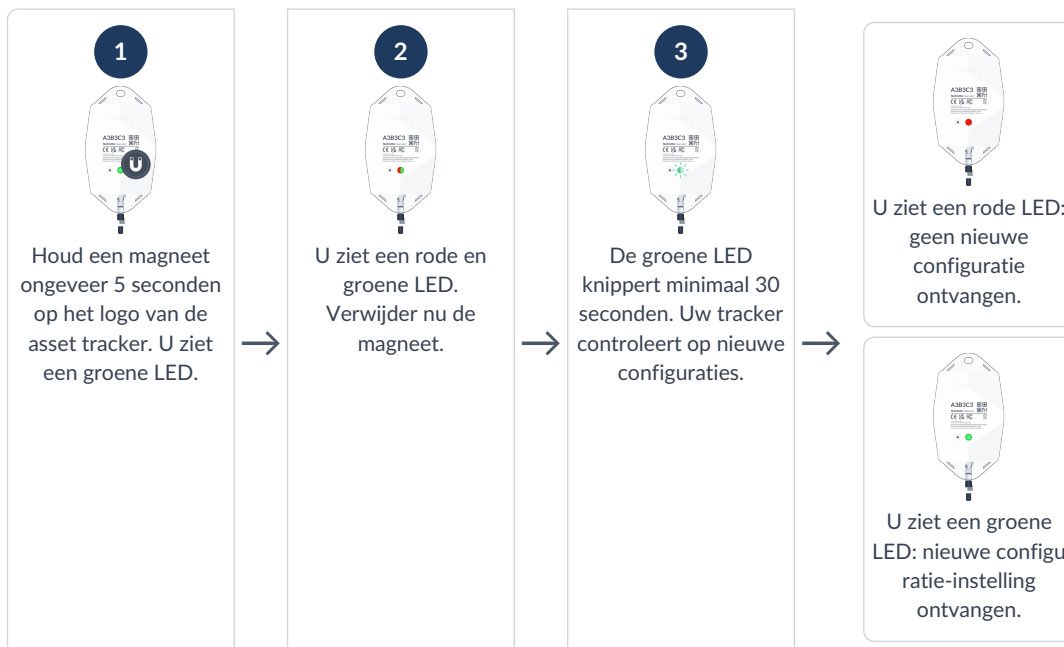 1
A3B3C3
Houd een magneet
ongeveer 5 seconden
op het logo van de
asset tracker. U ziet
een groene LED.
2
A3B3C3
U ziet een rode en
groene LED.
Verwijder nu de
magneet.
3
A3B3C3
De groene LED
knippert minimaal 30
seconden. Uw tracker
controleert op nieuwe
configuraties.
A3B3C3
U ziet een rode LED:
geen nieuwe
configuratie
ontvangen.
A3B3C3
U ziet een groene
LED: nieuwe configu
ratie-instelling
ontvangen.